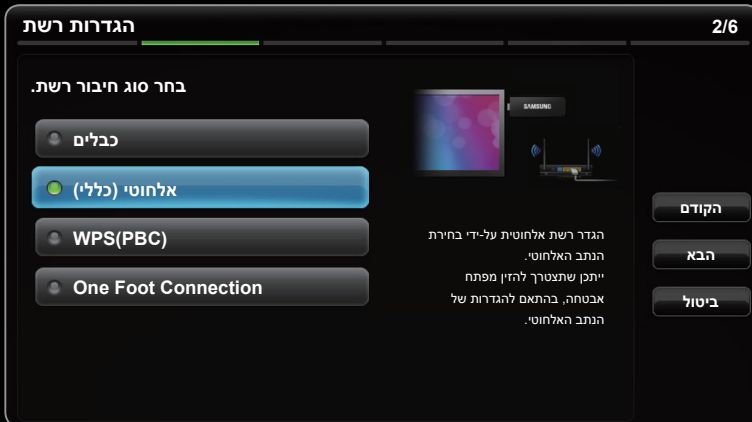 הגדרות רשת
2/6
בחר סוג חיבור רשת.
כבלים
אלחוטי (כללי)
WPS(PBC)
One Foot Connection
SAMSUNG
הגדר רשת אלחוטית על-ידי בחירת
הנתב האלחוטי.
ייתכן שתצטרך להזין מפתח
אבטחה, בהתאם להגדרות של
הנתב האלחוטי.
הקודם
הבא
ביטול